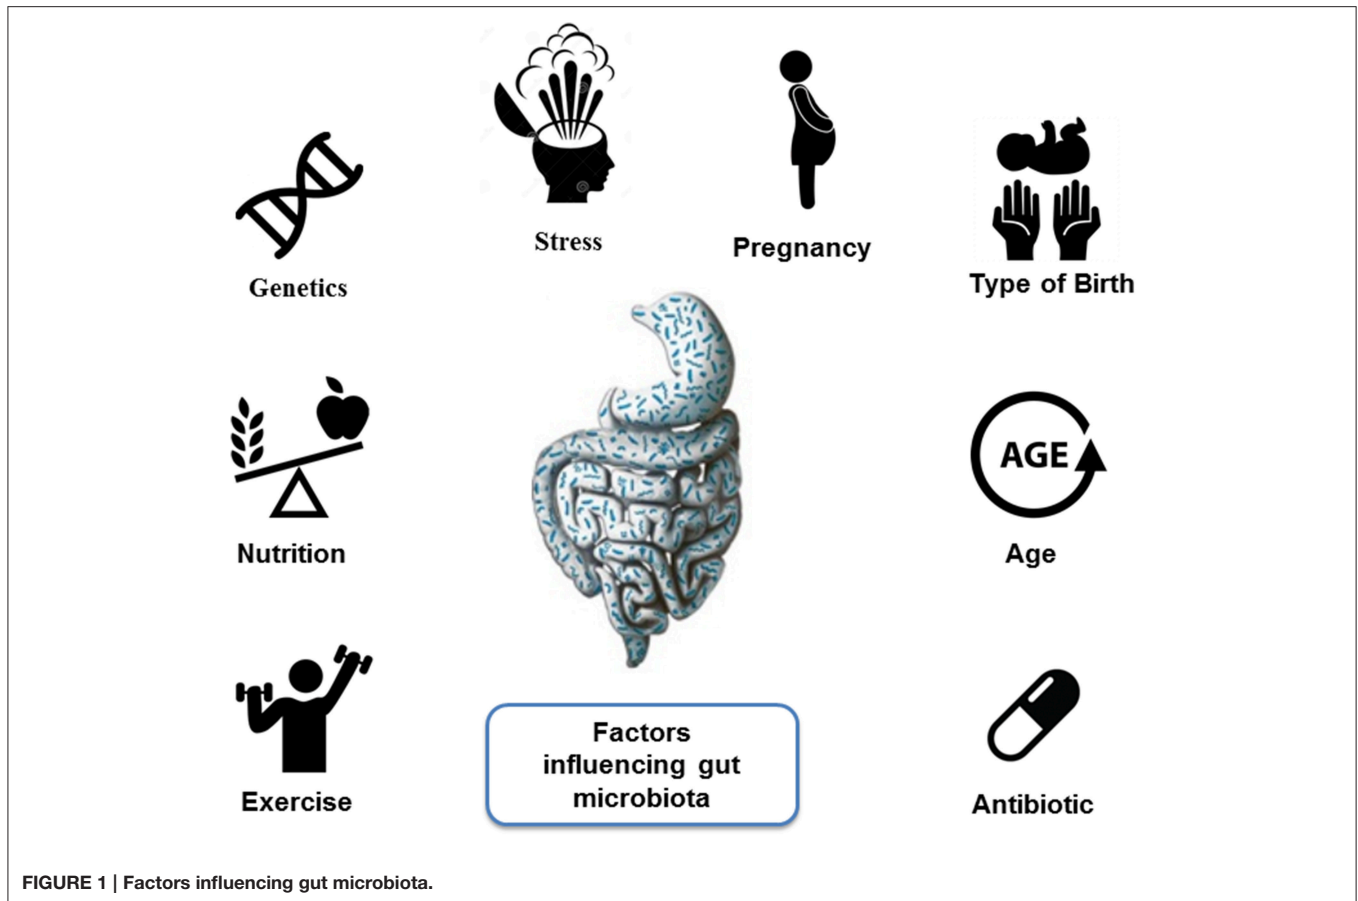 Stress
Pregnancy
Genetics
Type of Birth
AGE
Nutrition
Age
Factors
influencing gut
microbiota
Exercise
Antibiotic
FIGURE 1 | Factors influencing gut microbiota.